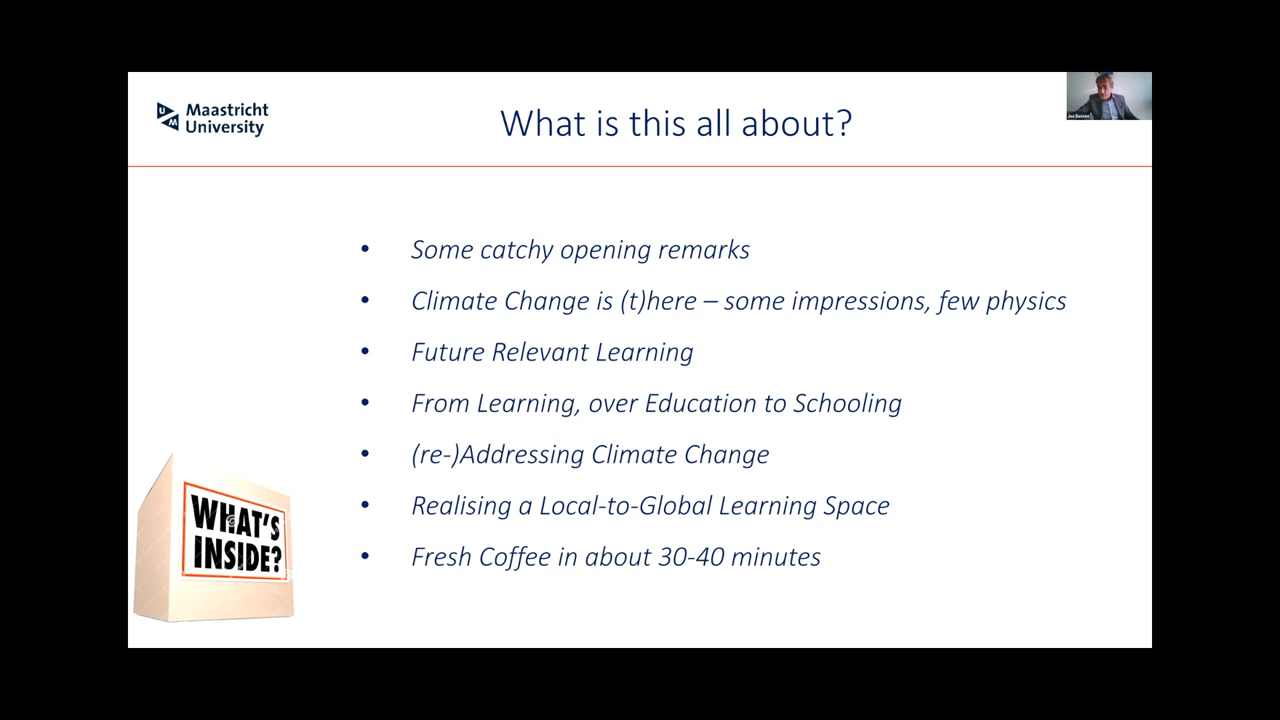 Maastricht
University
UM
What is this all about?
• Some catchy opening remarks
• Climate Change is (t)here – some impressions, few physics
• Future Relevant Learning
• From Learning, over Education to Schooling
• (re-)Addressing Climate Change
• Realising a Local-to-Global Learning Space
• Fresh Coffee in about 30-40 minutes
WHAT'S
INSIDE?